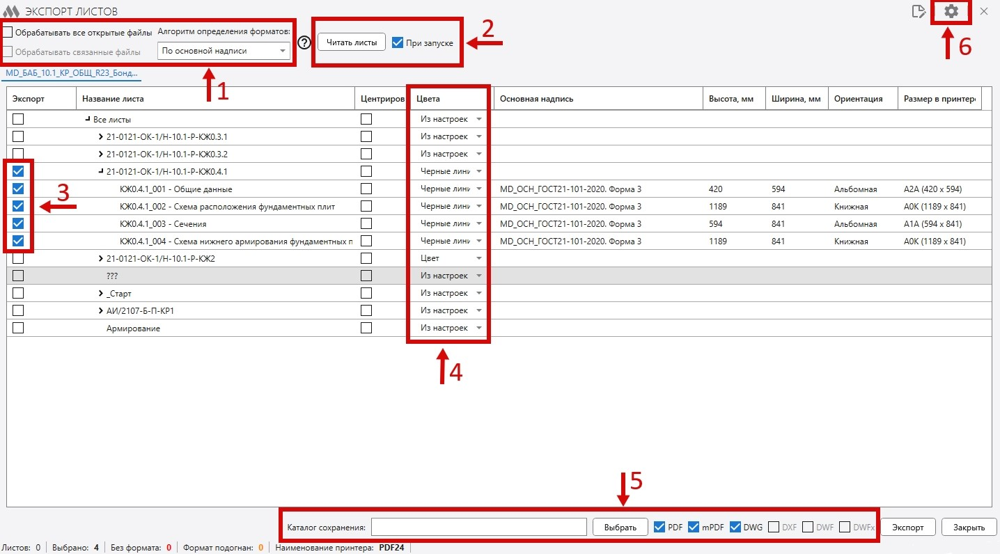 ЭКСПОРТ ЛИСТОВ
Обрабатывать все открытые файлы
Алгоритм определения форматов:
Обрабатывать связанные файлы
По основной надписи
?
Читать листы
При запуске
2
6
1
MD_БАБ_10.1_КР_ОБЩ_R23_Бонд...
Экспорт Название листа Центриров Цвета Основная надпись Высота, мм Ширина, мм Ориентация Размер в принтере
Все листы Из настроек
21-0121-ОК-1/Н-10.1-Р-КЖ0.3.1 Из настроек
21-0121-ОК-1/Н-10.1-Р-КЖ0.3.2 Из настроек
21-0121-ОК-1/Н-10.1-Р-КЖ0.4.1 Черные лини
КЖ0.4.1_001 - Общие данные Черные лини MD_ОСН_ГОСТ21-101-2020. Форма 3 420 594 Альбомная А2А (420 x 594)
КЖ0.4.1_002 - Схема расположения фундаментных плит Черные лини MD_ОСН_ГОСТ21-101-2020. Форма 3 1189 841 Книжная А0К (1189 x 841)
КЖ0.4.1_003 - Сечения Черные лини MD_ОСН_ГОСТ21-101-2020. Форма 3 594 841 Альбомная А1А (594 x 841)
КЖ0.4.1_004 - Схема нижнего армирования фундаментных п Черные лини MD_ОСН_ГОСТ21-101-2020. Форма 3 1189 841 Книжная А0К (1189 x 841)
21-0121-ОК-1/Н-10.1-Р-КЖ2 Цвет
??? Из настроек
_Старт Из настроек
АИ/2107-Б-П-КР1 Из настроек
Армирование Из настроек
3
4
5
Каталог сохранения: Выбрать PDF mPDF DWG DXF DWF DWFx Экспорт Закрыть
Листов: 0 Выбрано: 4 Без формата: 0 Формат подогнан: 0 Наименование принтера: PDF24